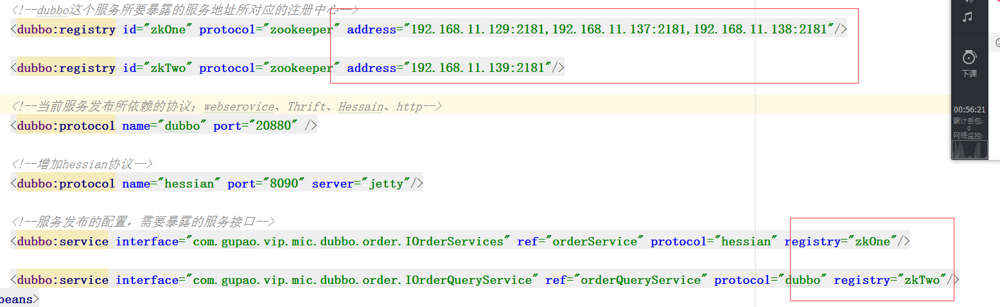 <!--dubbo这个服务所要暴露的服务地址所对应的注册中心-->
<dubbo:registry id="zkOne" protocol="zookeeper" address="192.168.11.129:2181,192.168.11.137:2181,192.168.11.138:2181"/>
<dubbo:registry id="zkTwo" protocol="zookeeper" address="192.168.11.139:2181"/>
<!--当前服务发布所依赖的协议；webserovice、Thrift、Hessain、http-->
<dubbo:protocol name="dubbo" port="20880" />
<!--增加hessian协议-->
<dubbo:protocol name="hessian" port="8090" server="jetty"/>
<!--服务发布的配置，需要暴露的服务接口-->
<dubbo:service interface="com.gupao.vip.mic.dubbo.order.IOrderServices" ref="orderService" protocol="hessian" registry="zkOne"/>
<dubbo:service interface="com.gupao.vip.mic.dubbo.order.IOrderQueryService" ref="orderQueryService" protocol="dubbo" registry="zkTwo"/>
beans>
下课
00:56:21
累计丢包:
0
网络监控: